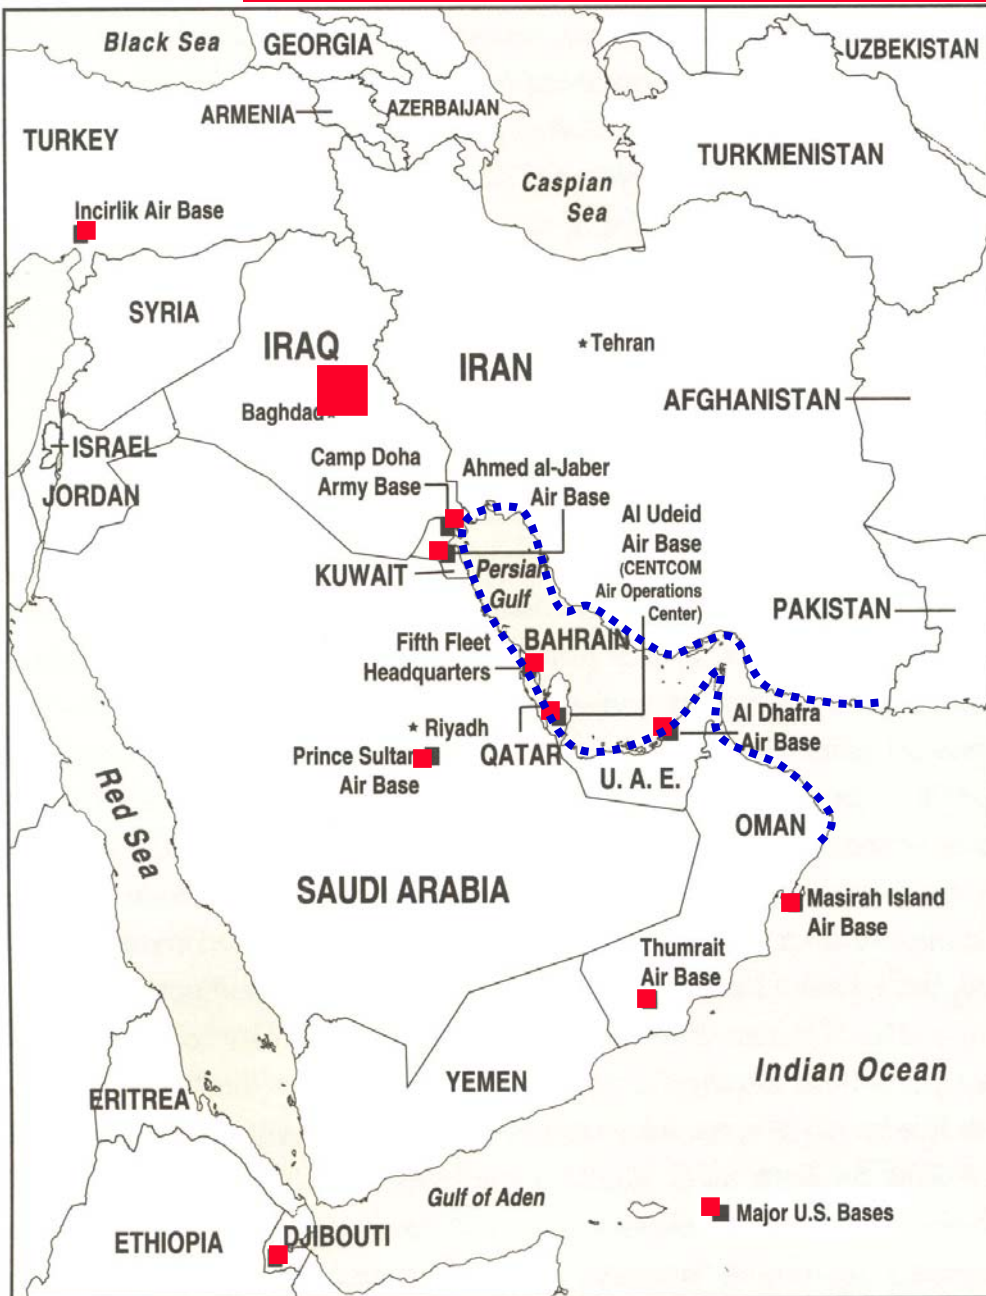 Black Sea
GEORGIA
UZBEKISTAN
ARMENIA
AZERBAIJAN
TURKEY
TURKMENISTAN
Caspian
Sea
Incirlik Air Base
SYRIA
IRAQ
Tehran
IRAN
AFGHANISTAN
Baghdad
ISRAEL
JORDAN
Camp Doha
Army Base
Ahmed al-Jaber
Air Base
Al Udeid
Air Base
(CENTCOM
Air Operations
Center)
KUWAIT
Persian
Gulf
PAKISTAN
Fifth Fleet
Headquarters
BAHRAIN
Riyadh
QATAR
Al Dhafra
Air Base
Prince Sultan
Air Base
U. A. E.
Red Sea
OMAN
SAUDI ARABIA
Masirah Island
Air Base
Thumrait
Air Base
Indian Ocean
YEMEN
ERITREA
Gulf of Aden
Major U.S. Bases
ETHIOPIA
DJIBOUTI